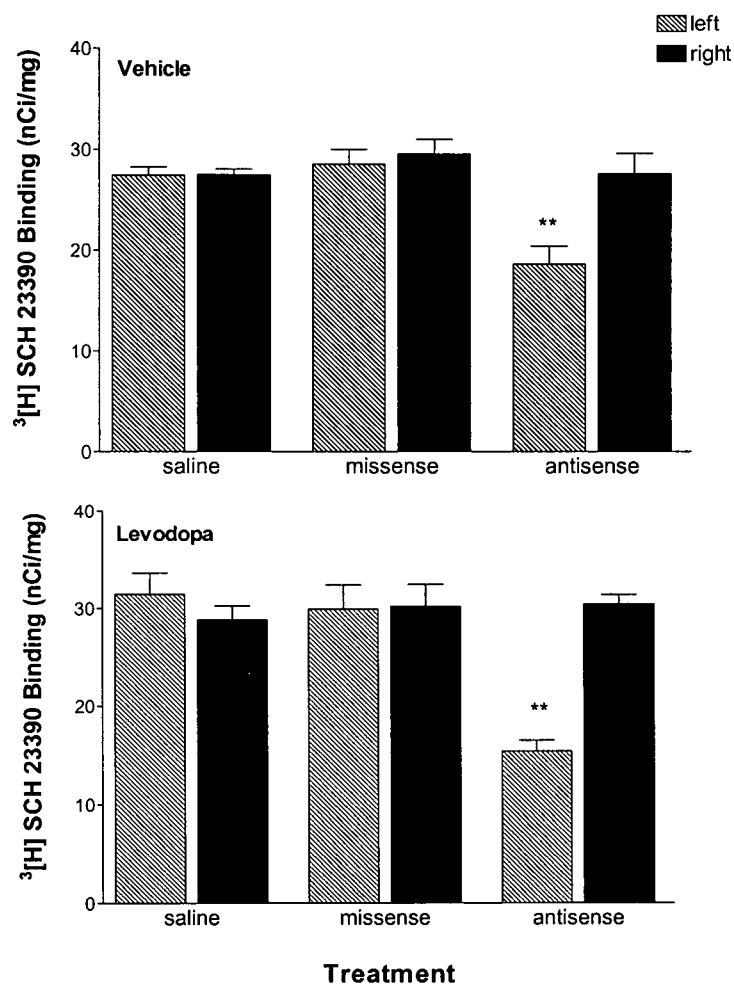 left
right
Vehicle
³[H] SCH 23390 Binding (nCi/mg)
40
30
20
10
0
**
saline missense antisense
Levodopa
³[H] SCH 23390 Binding (nCi/mg)
40
30
20
10
0
**
saline missense antisense
Treatment